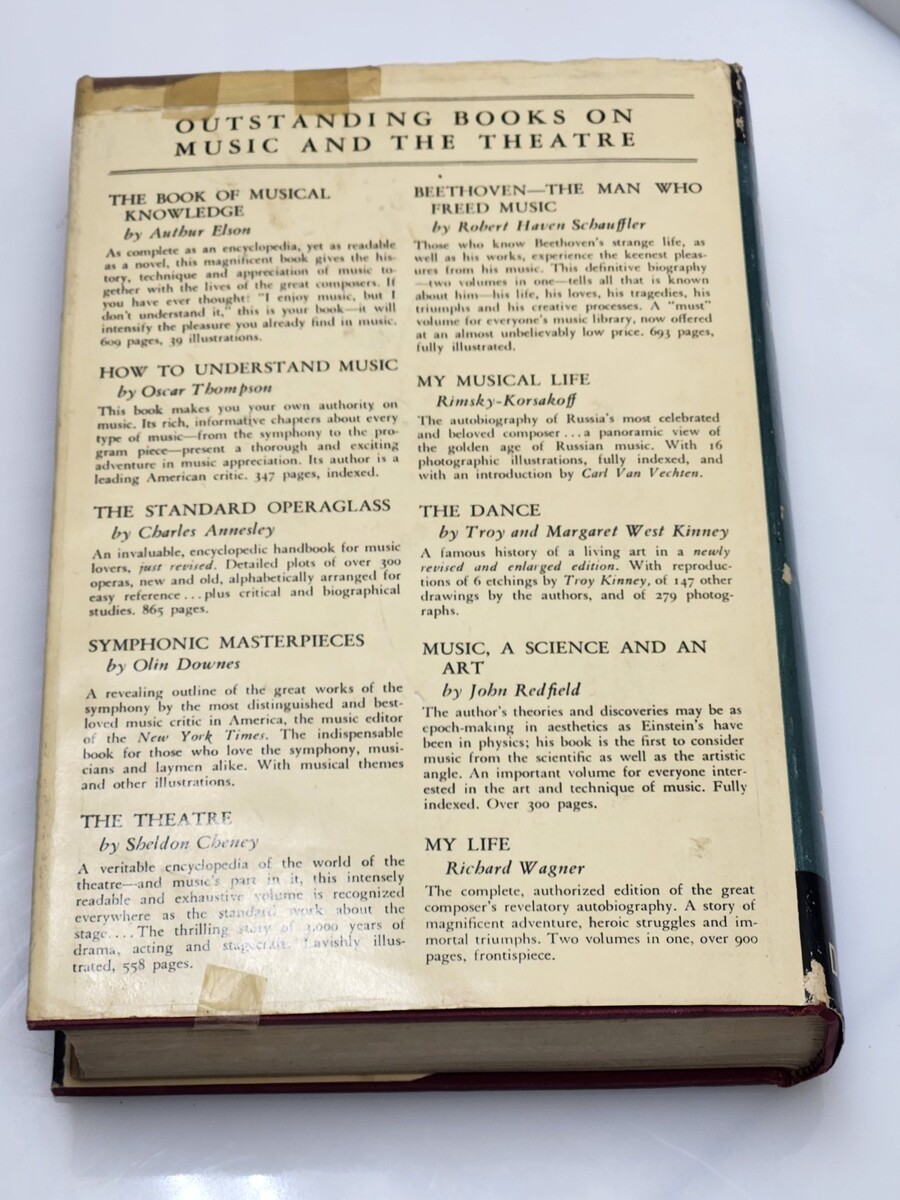 OUTSTANDING BOOKS ON
MUSIC AND THE THEATRE
THE BOOK OF MUSICAL
KNOWLEDGE
by Authur Elson
As complete as an encyclopedia, yet as readable
as a novel, this magnificent book gives the his-
tory, technique and appreciation of music to-
gether with the lives of the great composers. If
you have ever thought: "I enjoy music, but I
don't understand it," this is your book—it will
intensify the pleasure you already find in music.
609 pages, 39 illustrations.
HOW TO UNDERSTAND MUSIC
by Oscar Thompson
This book makes you your own authority on
music. Its rich, informative chapters about every
type of music—from the symphony to the pro-
gram piece—present a thorough and exciting
adventure in music appreciation. Its author is a
leading American critic. 347 pages, indexed.
THE STANDARD OPERAGLASS
by Charles Annesley
An invaluable, encyclopedic handbook for music
lovers, just revised. Detailed plots of over 300
operas, new and old, alphabetically arranged for
easy reference...plus critical and biographical
studies. 865 pages.
SYMPHONIC MASTERPIECES
by Olin Downes
A revealing outline of the great works of the
symphony by the most distinguished and best-
loved music critic in America, the music editor
of the New York Times. The indispensable
book for those who love the symphony, musi-
cians and laymen alike. With musical themes
and other illustrations.
THE THEATRE
by Sheldon Cheney
A veritable encyclopedia of the world of the
theatre—and music's part in it, this intensely
readable and exhaustive volume is recognized
everywhere as the standard work about the
stage....The thrilling story of 3,000 years of
drama, acting and stagecraft. Lavishly illus-
trated, 558 pages.
BEETHOVEN—THE MAN WHO
FREED MUSIC
by Robert Haven Schauffler
Those who know Beethoven's strange life, as
well as his works, experience the keenest pleas-
ures from his music. This definitive biography
—two volumes in one—tells all that is known
about him—his life, his loves, his tragedies, his
triumphs and his creative processes. A "must"
volume for everyone's music library, now offered
at an almost unbelievably low price. 693 pages,
fully illustrated.
MY MUSICAL LIFE
Rimsky-Korsakoff
The autobiography of Russia's most celebrated
and beloved composer...a panoramic view of
the golden age of Russian music. With 16
photographic illustrations, fully indexed, and
with an introduction by Carl Van Vechten.
THE DANCE
by Troy and Margaret West Kinney
A famous history of a living art in a newly
revised and enlarged edition. With reproduc-
tions of 6 etchings by Troy Kinney, of 147 other
drawings by the authors, and of 279 photog-
raphs.
MUSIC, A SCIENCE AND AN
ART
by John Redfield
The author's theories and discoveries may be as
epoch-making in aesthetics as Einstein's have
been in physics; his book is the first to consider
music from the scientific as well as the artistic
angle. An important volume for everyone inter-
ested in the art and technique of music. Fully
indexed. Over 300 pages.
MY LIFE
Richard Wagner
The complete, authorized edition of the great
composer's revelatory autobiography. A story of
magnificent adventure, heroic struggles and im-
mortal triumphs. Two volumes in one, over 900
pages, frontispiece.